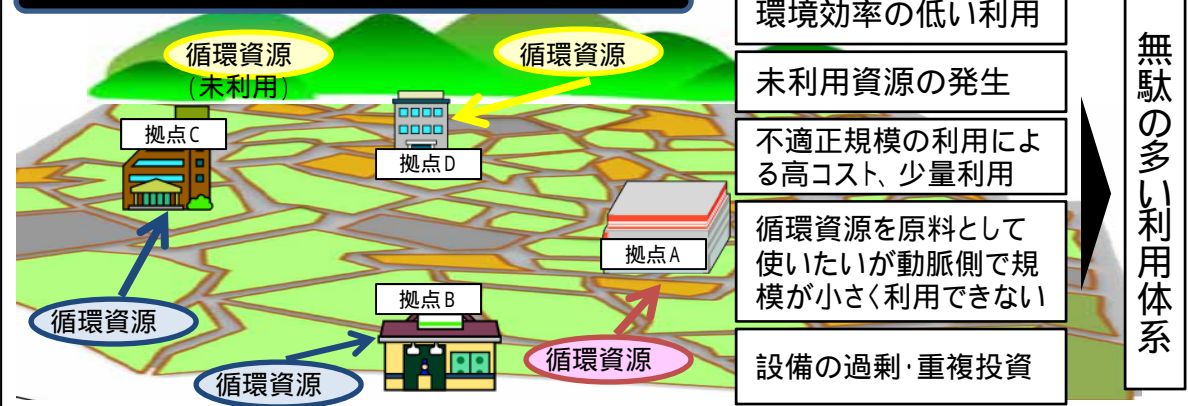 循環資源
(未利用)
循環資源
拠点C
拠点D
拠点A
拠点B
循環資源
循環資源
循環資源
環境効率の低い利用
未利用資源の発生
不適正規模の利用によ
る高コスト、少量利用
循環資源を原料として
使いたいが動脈側で規
模が小さく利用できない
設備の過剰・重複投資
無駄の多い利用体系